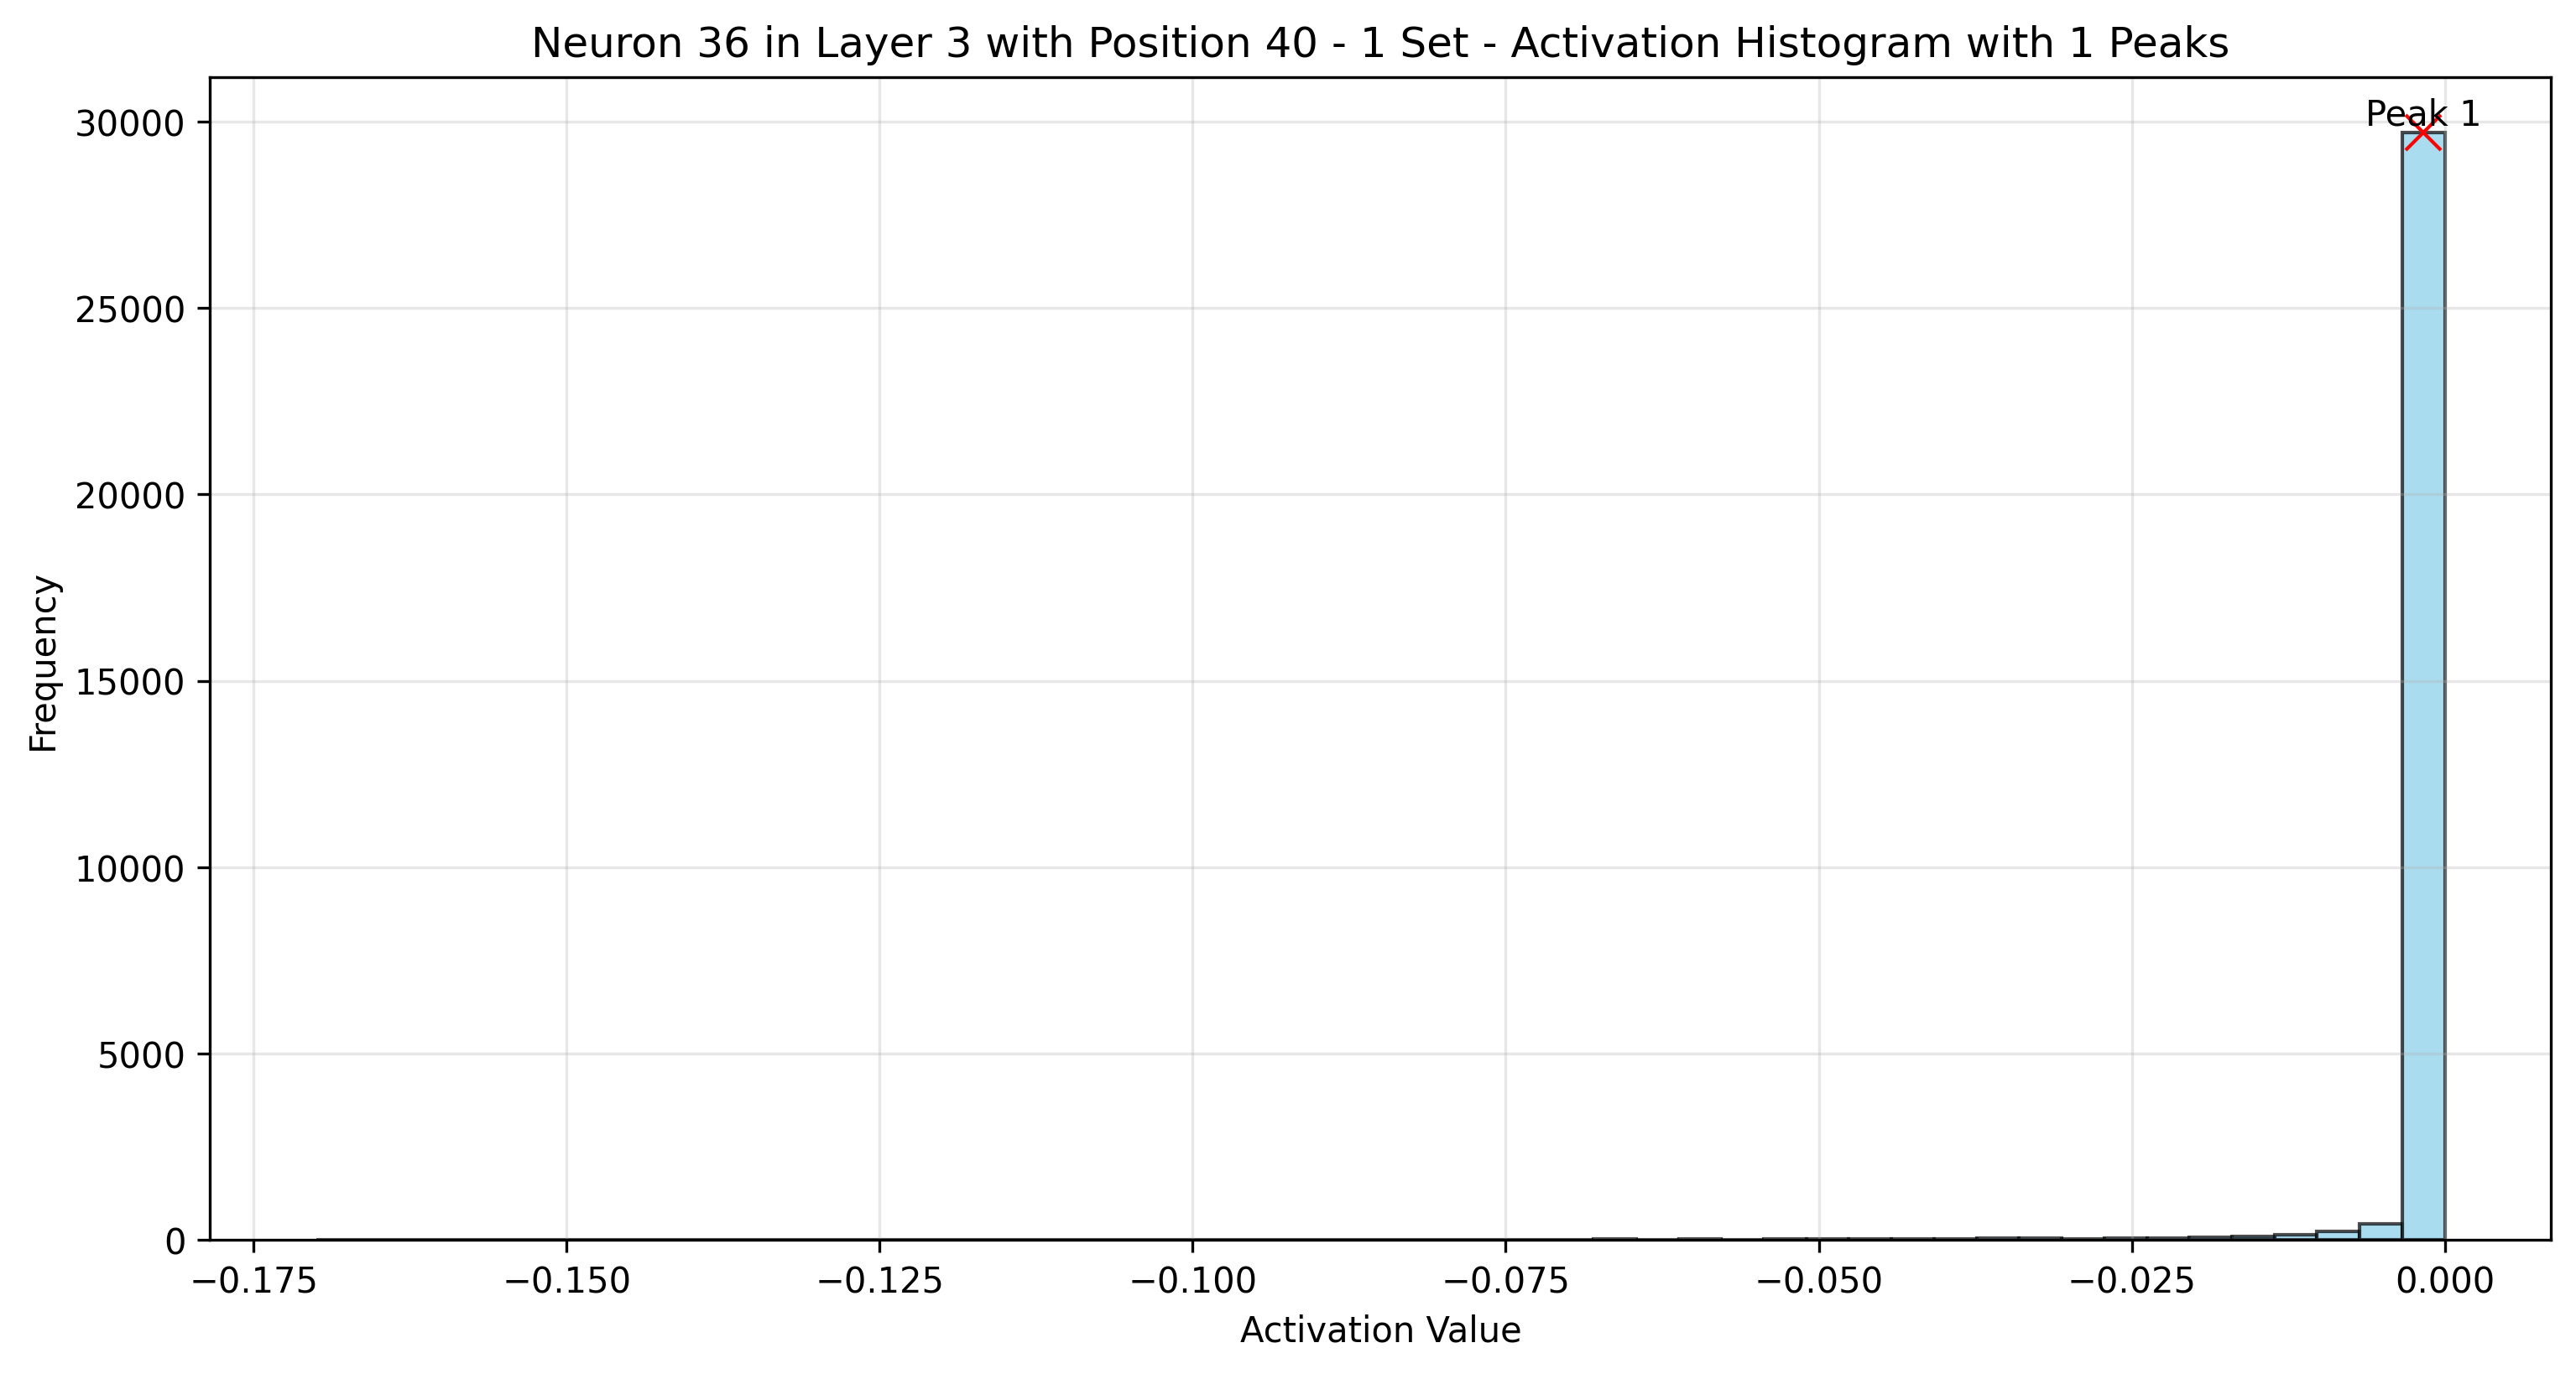 Neuron 36 in Layer 3 with Position 40 - 1 Set - Activation Histogram with 1 Peaks
Peak 1
30000
25000
20000
15000
10000
5000
0
Frequency
−0.175 −0.150 −0.125 −0.100 −0.075 −0.050 −0.025 0.000
Activation Value